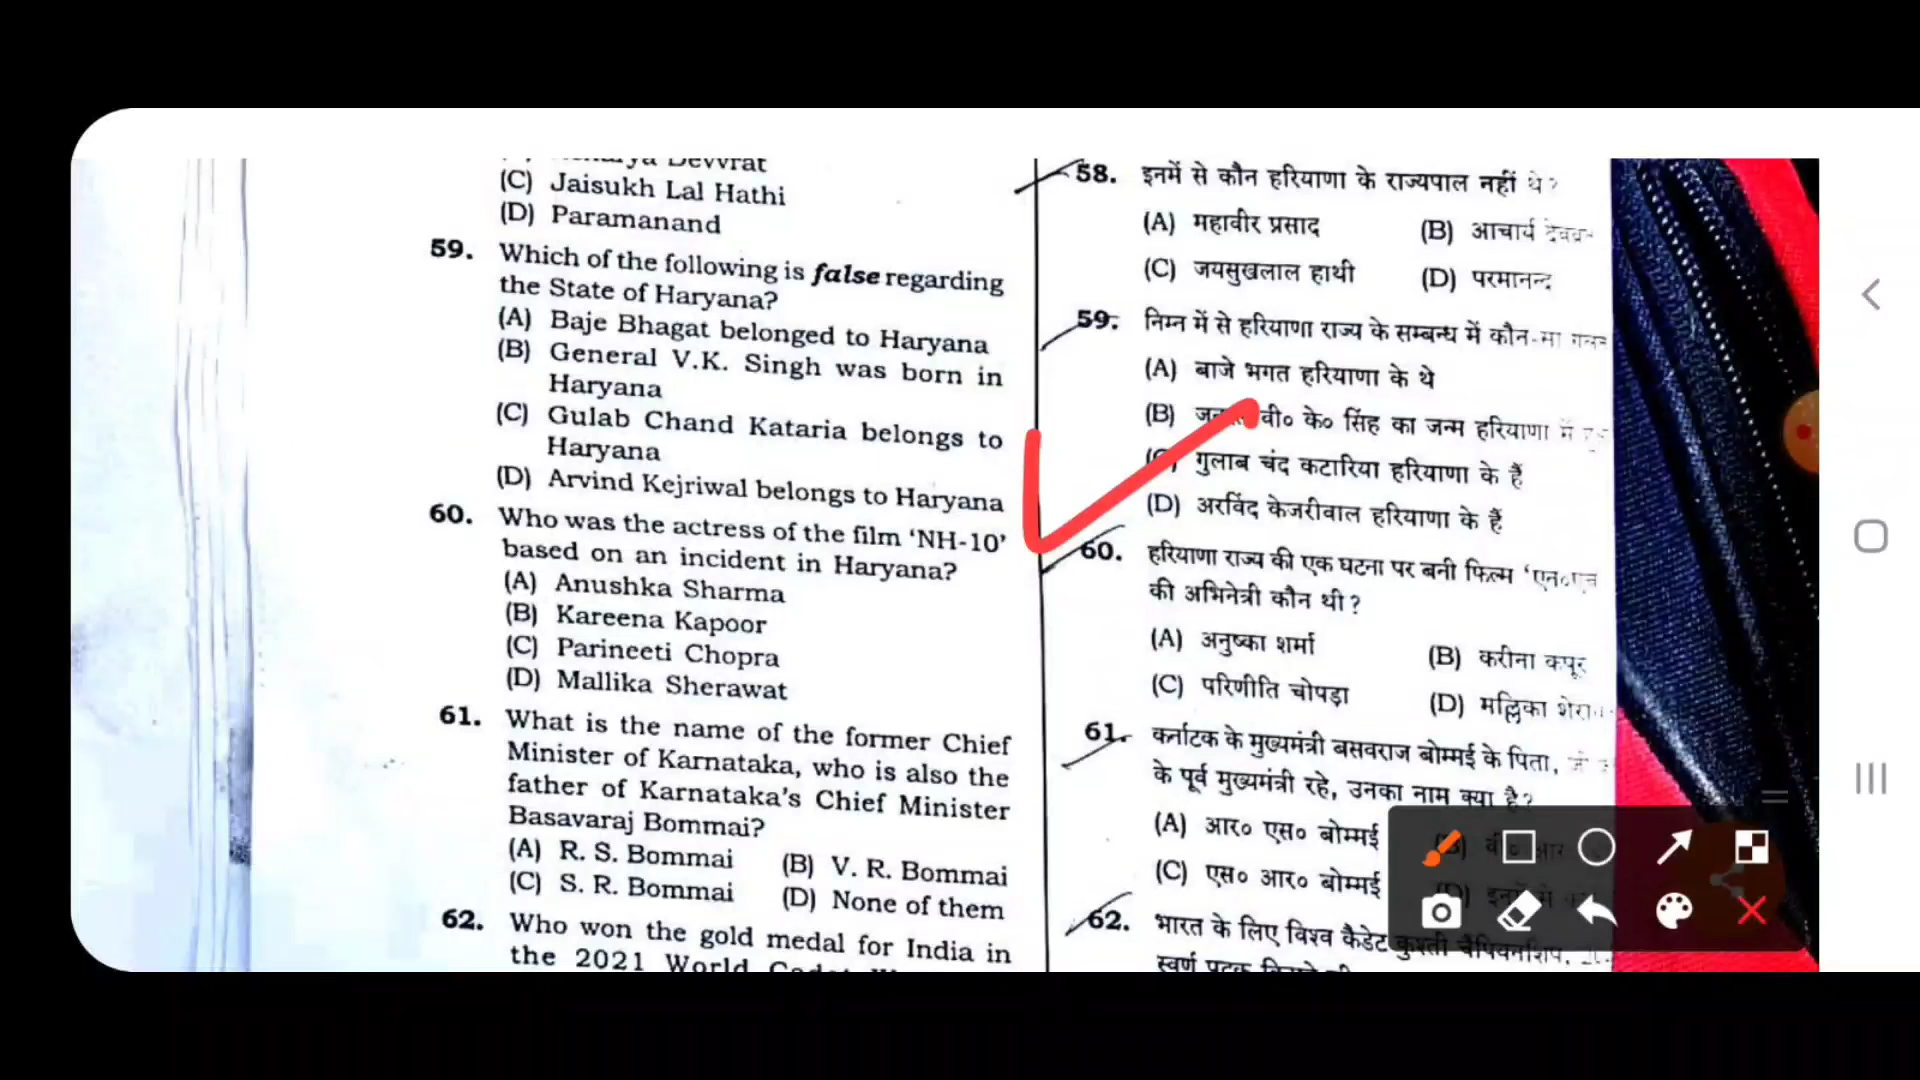 Devvrat
(C) Jaisukh Lal Hathi
(D) Paramanand
59. Which of the following is false regarding
the State of Haryana?
(A) Baje Bhagat belonged to Haryana
(B) General V.K. Singh was born in
Haryana
(C) Gulab Chand Kataria belongs to
Haryana
(D) Arvind Kejriwal belongs to Haryana
60. Who was the actress of the film ‘NH-10’
based on an incident in Haryana?
(A) Anushka Sharma
(B) Kareena Kapoor
(C) Parineeti Chopra
(D) Mallika Sherawat
61. What is the name of the former Chief
Minister of Karnataka, who is also the
father of Karnataka's Chief Minister
Basavaraj Bommai?
(A) R. S. Bommai (B) V. R. Bommai
(C) S. R. Bommai (D) None of them
62. Who won the gold medal for India in
the 2021 World
58. इनमें से कौन हरियाणा के राज्यपाल नहीं थे?
(A) महावीर प्रसाद (B) आचार्य
(C) जयसुखलाल हाथी (D) परमानन्द
59. निम्न में से हरियाणा राज्य के सम्बन्ध में कौन-सा
(A) बाजे भगत हरियाणा के थे
(B) वी० के० सिंह का जन्म हरियाणा में
गुलाब चंद कटारिया हरियाणा के हैं
(D) अरविंद केजरीवाल हरियाणा के हैं
60. हरियाणा राज्य की एक घटना पर बनी फिल्म
की अभिनेत्री कौन थी?
(A) अनुष्का शर्मा (B) करीना कपूर
(C) परिणीति चोपड़ा (D) मल्लिका
61. कर्नाटक के मुख्यमंत्री बसवराज बोम्मई के पिता,
के पूर्व मुख्यमंत्री रहे, उनका नाम क्या है?
(A) आर० एस० बोम्मई
(C) एस० आर० बोम्मई
62. भारत के लिए विश्व कैडेट कुश्ती
स्वर्ण पदक